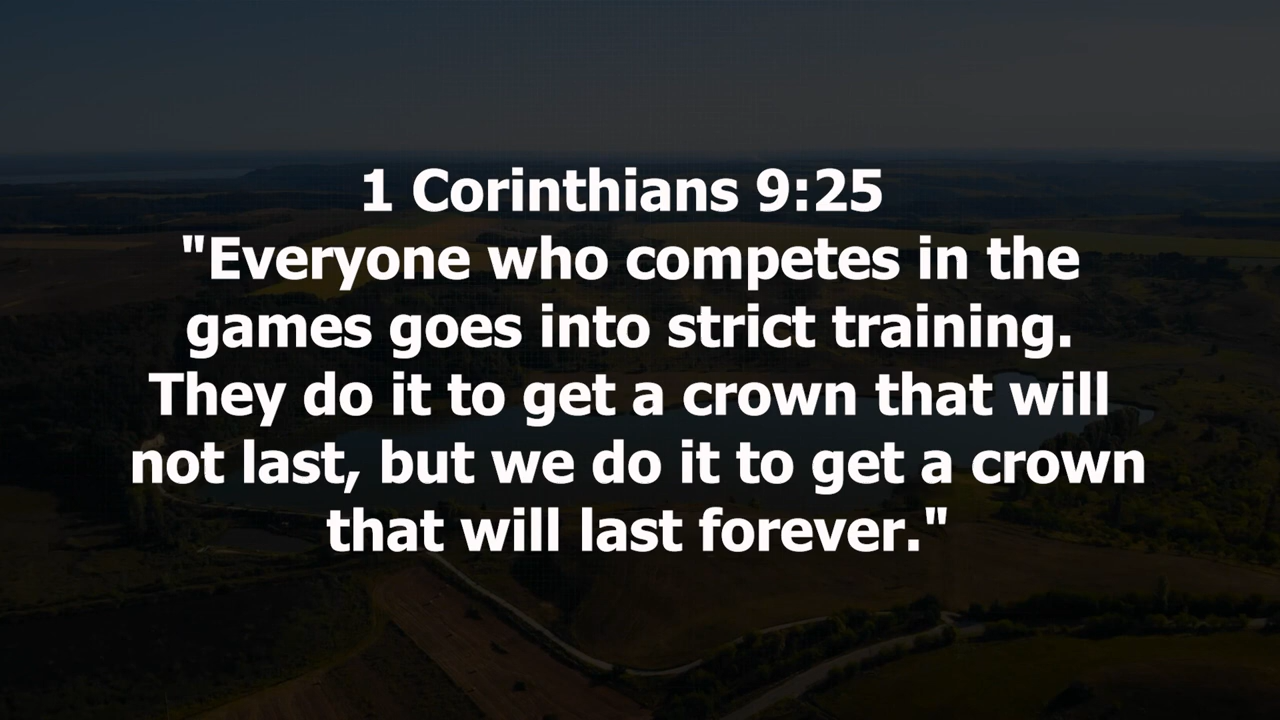 1 Corinthians 9:25
"Everyone who competes in the
games goes into strict training.
They do it to get a crown that will
not last, but we do it to get a crown
that will last forever."